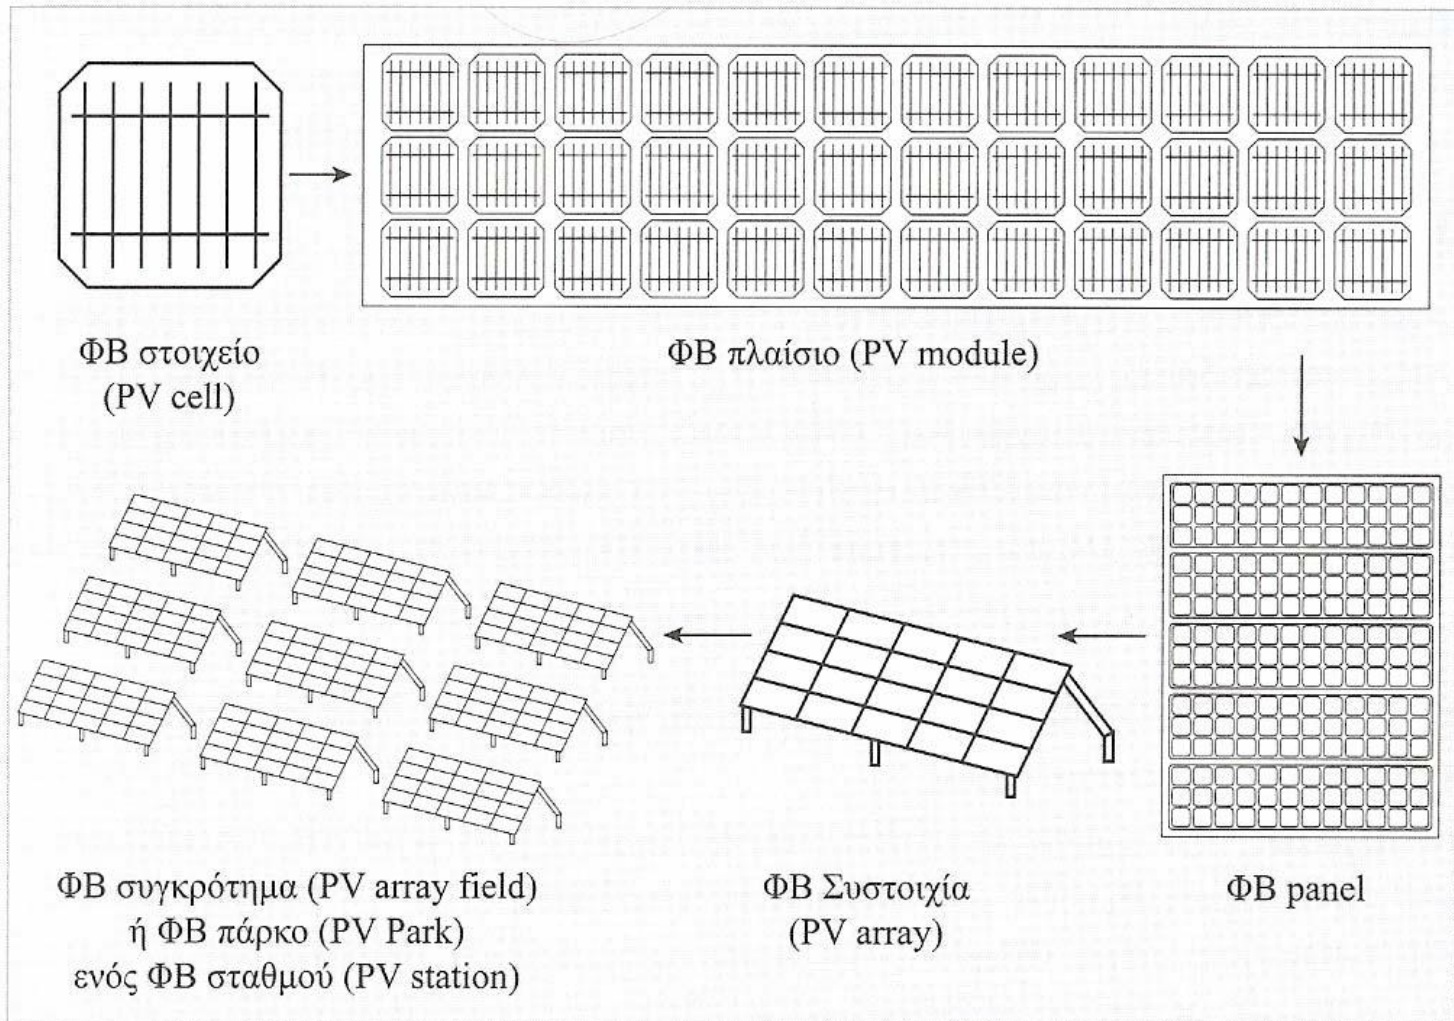 ΦΒ στοιχείο
(PV cell)
ΦΒ πλαίσιο (PV module)
ΦΒ συγκρότημα (PV array field)
ή ΦΒ πάρκο (PV Park)
ενός ΦΒ σταθμού (PV station)
ΦΒ Συστοιχία
(PV array)
ΦΒ panel